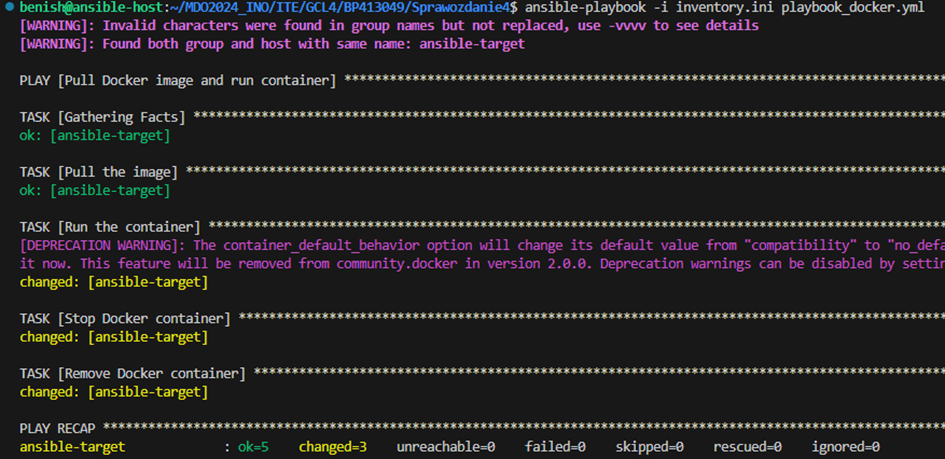 benish@ansible-host:~/MDO2024_INO/ITE/GCL4/BP413049/Sprawozdanie4$ ansible-playbook -i inventory.ini playbook_docker.yml
[WARNING]: Invalid characters were found in group names but not replaced, use -vvvv to see details
[WARNING]: Found both group and host with same name: ansible-target
PLAY [Pull Docker image and run container] ********************************************************************************
TASK [Gathering Facts] ****************************************************************************************************
ok: [ansible-target]
TASK [Pull the image] *****************************************************************************************************
ok: [ansible-target]
TASK [Run the container] **************************************************************************************************
[DEPRECATION WARNING]: The container_default_behavior option will change its default value from "compatibility" to "no_defa
it now. This feature will be removed from community.docker in version 2.0.0. Deprecation warnings can be disabled by settin
changed: [ansible-target]
TASK [Stop Docker container] **********************************************************************************************
changed: [ansible-target]
TASK [Remove Docker container] ********************************************************************************************
changed: [ansible-target]
PLAY RECAP ****************************************************************************************************************
ansible-target             : ok=5    changed=3    unreachable=0    failed=0    skipped=0    rescued=0    ignored=0